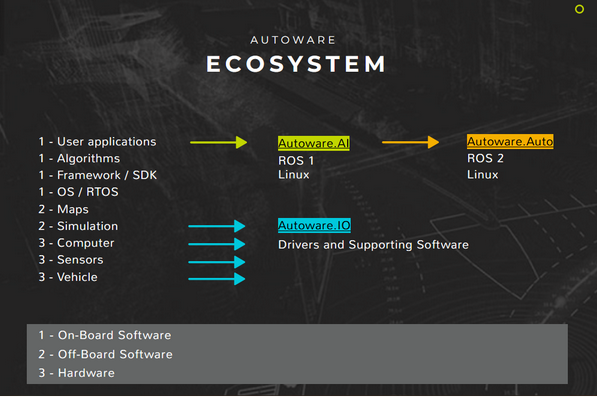 AUTOWARE
ECOSYSTEM
1 - User applications
1 - Algorithms
1 - Framework / SDK
1 - OS / RTOS
2 - Maps
2 - Simulation
3 - Computer
3 - Sensors
3 - Vehicle
Autoware.AI
ROS 1
Linux
Autoware.Auto
ROS 2
Linux
Autoware.IO
Drivers and Supporting Software
1 - On-Board Software
2 - Off-Board Software
3 - Hardware